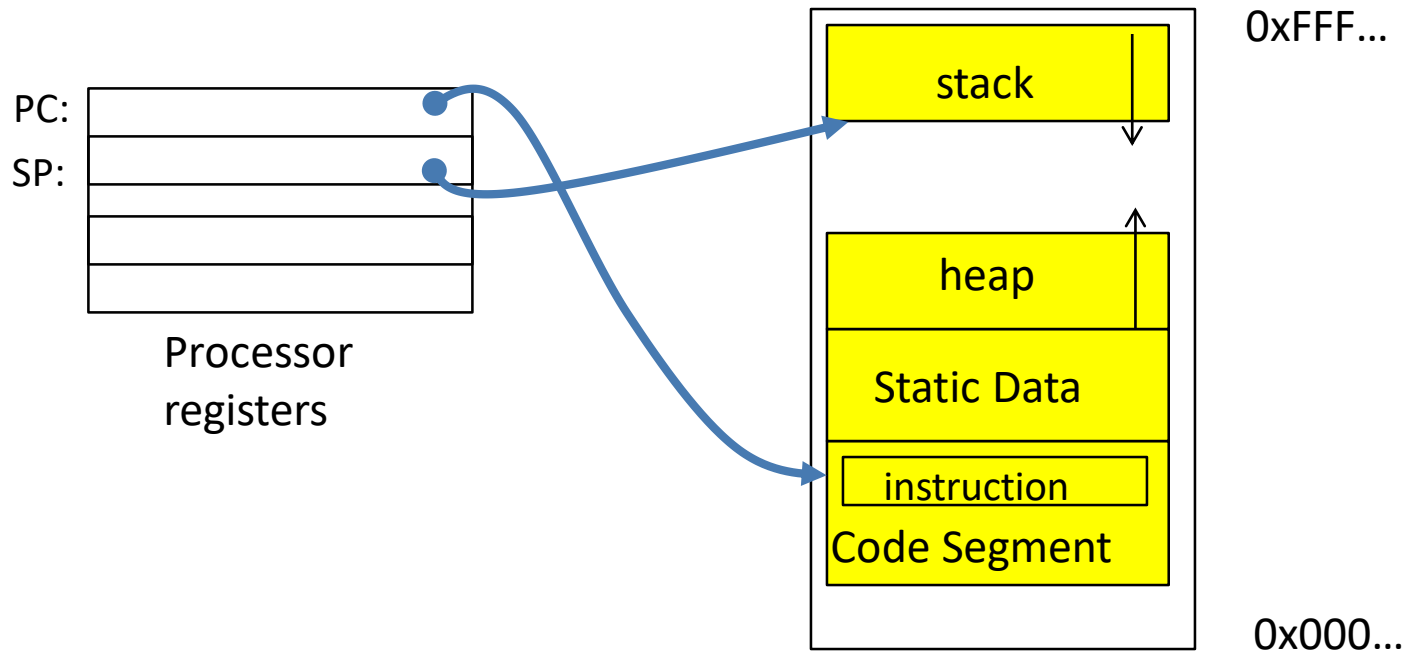 0xFFF...
stack
PC:
SP:
heap
Processor
registers
Static Data
instruction
Code Segment
0x000...